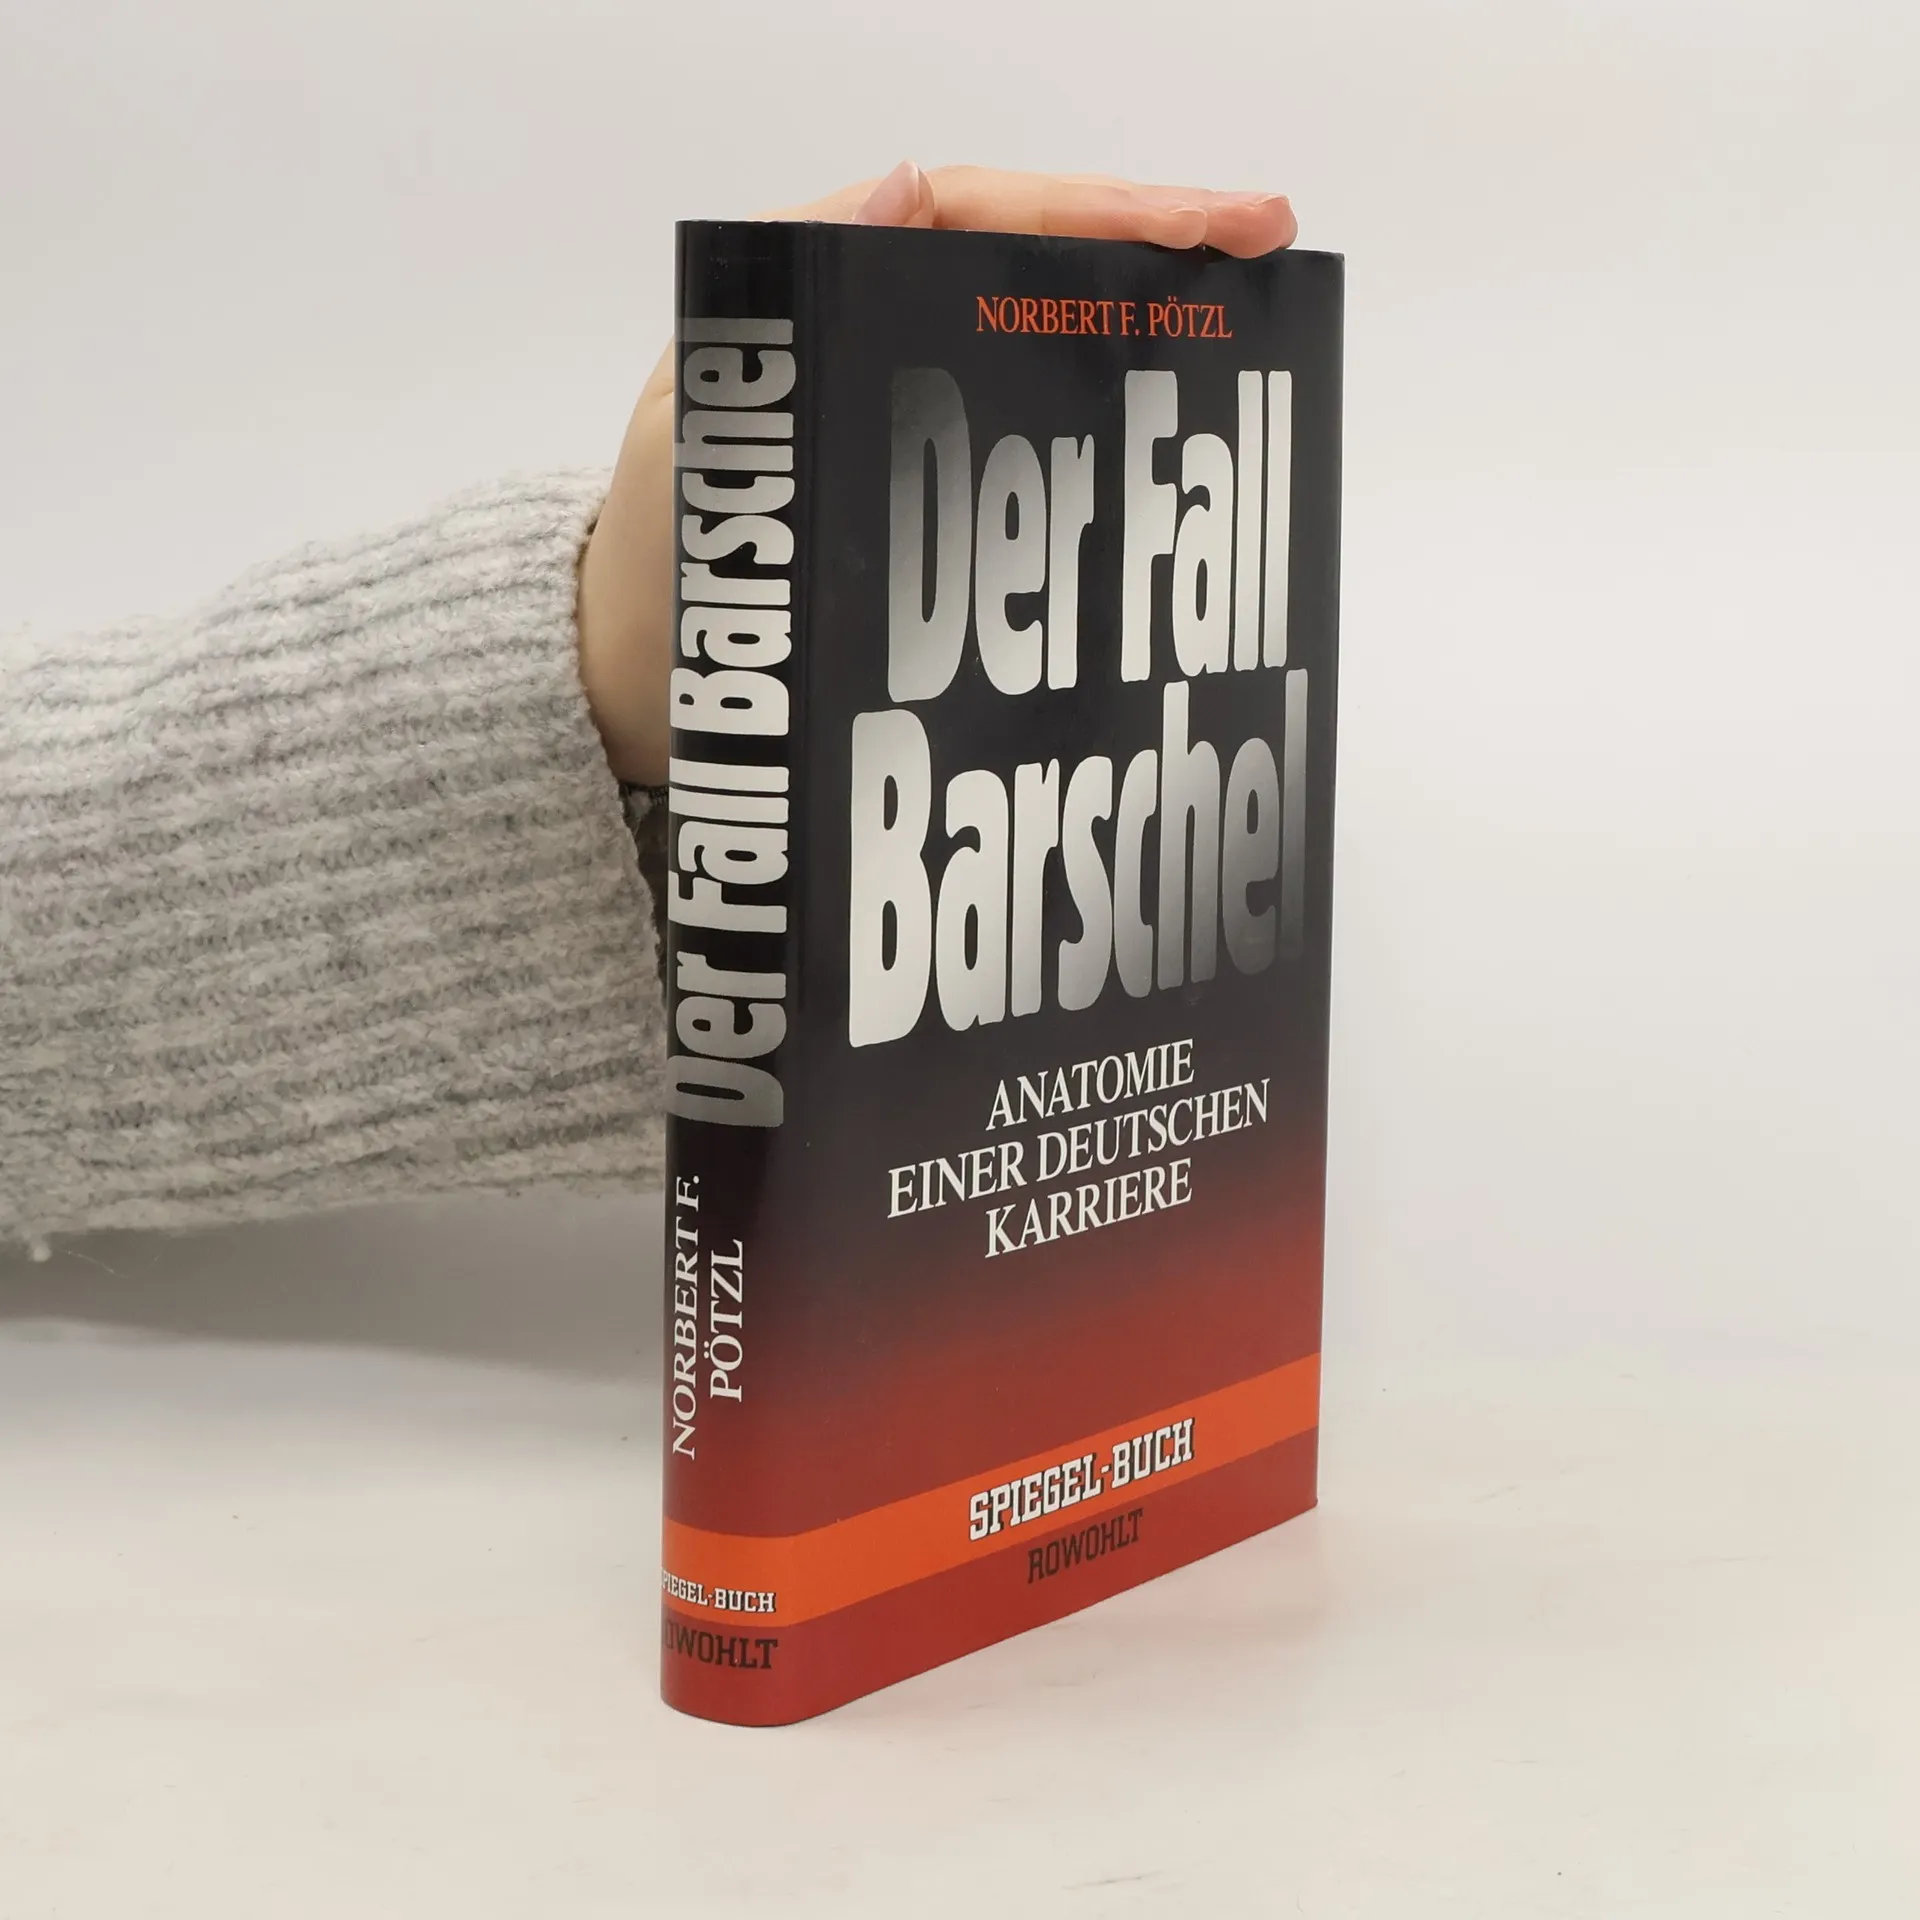 Der Fall Barschel
NORBERT F.
PÖTZL
SPIEGEL-BUCH
ROWOHLT
NORBERT F. PÖTZL
Der Fall
Barschel
ANATOMIE
EINER DEUTSCHEN
KARRIERE
SPIEGEL-BUCH
ROWOHLT